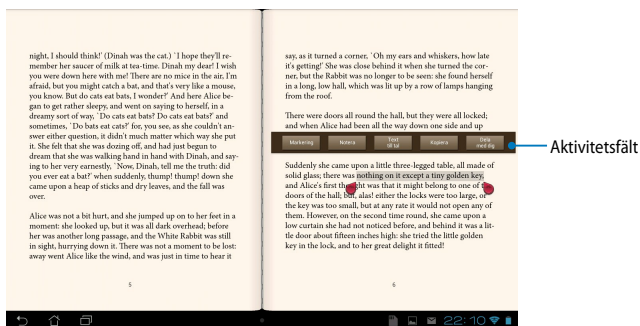 night, I should think!' (Dinah was the cat.) `I hope they'll re-
member her saucer of milk at tea-time. Dinah my dear! I wish
you were down here with me! There are no mice in the air, I'm
afraid, but you might catch a bat, and that's very like a mouse,
you know. But do cats eat bats, I wonder?' And here Alice be-
gan to get rather sleepy, and went on saying to herself, in a
dreamy sort of way, `Do cats eat bats? Do cats eat bats?' and
sometimes, `Do bats eat cats?' for, you see, as she couldn't an-
swer either question, it didn't much matter which way she put
it. She felt that she was dozing off, and had just begun to
dream that she was walking hand in hand with Dinah, and say-
ing to her very earnestly, `Now, Dinah, tell me the truth: did
you ever eat a bat?' when suddenly, thump! thump! down she
came upon a heap of sticks and dry leaves, and the fall was
over.
Alice was not a bit hurt, and she jumped up on to her feet in a
moment: she looked up, but it was all dark overhead; before
her was another long passage, and the White Rabbit was still
in sight, hurrying down it. There was not a moment to be lost:
away went Alice like the wind, and was just in time to hear it
5
say, as it turned a corner, `Oh my ears and whiskers, how late
it's getting!' She was close behind it when she turned the cor-
ner, but the Rabbit was no longer to be seen: she found herself
in a long, low hall, which was lit up by a row of lamps hanging
from the roof.
There were doors all round the hall, but they were all locked;
and when Alice had been all the way down one side and up
Markering
Notera
Text
till tal
Kopiera
Dela
med dig
Aktivitetsfält
Suddenly she came upon a little three-legged table, all made of
solid glass; there was nothing on it except a tiny golden key,
and Alice's first thought was that it might belong to one of the
doors of the hall; but, alas! either the locks were too large, or
the key was too small, but at any rate it would not open any of
them. However, on the second time round, she came upon a
low curtain she had not noticed before, and behind it was a lit-
tle door about fifteen inches high: she tried the little golden
key in the lock, and to her great delight it fitted!
6
22:10